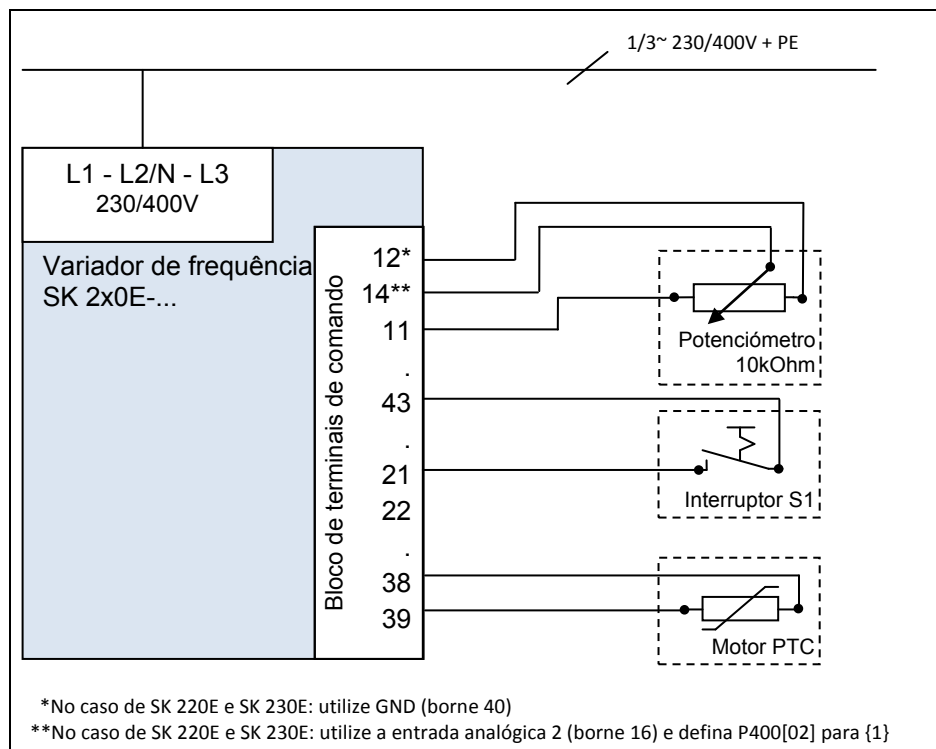 1/3~ 230/400V + PE
L1 - L2/N - L3
230/400V
Variador de frequência
SK 2x0E-...
Bloco de terminais de comando
12*
14**
11
.
43
.
21
22
.
38
39
Potenciómetro
10kOhm
Interruptor S1
Motor PTC
*No caso de SK 220E e SK 230E: utilize GND (borne 40)
**No caso de SK 220E e SK 230E: utilize a entrada analógica 2 (borne 16) e defina P400[02] para {1}